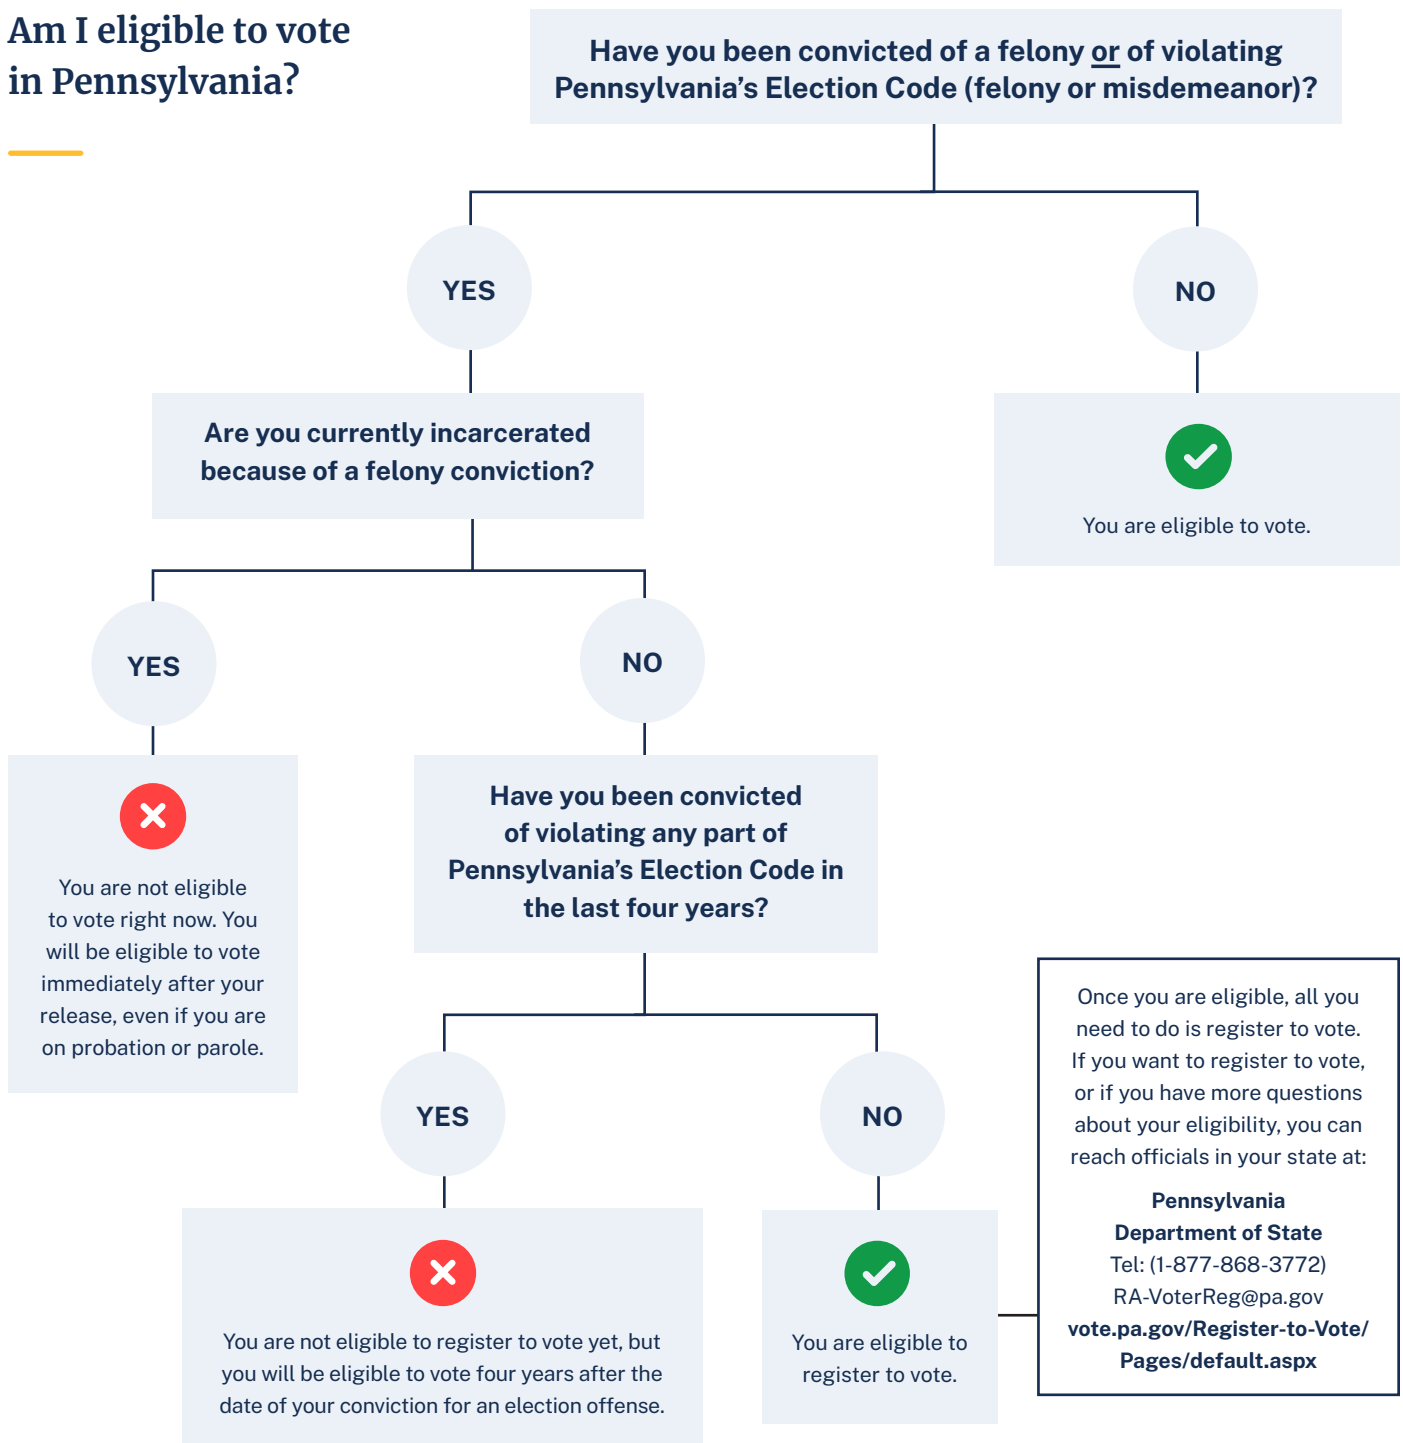 Am I eligible to vote
in Pennsylvania?
Have you been convicted of a felony or of violating
Pennsylvania’s Election Code (felony or misdemeanor)?
YES
NO
Are you currently incarcerated
because of a felony conviction?
You are eligible to vote.
YES
NO
You are not eligible
to vote right now. You
will be eligible to vote
immediately after your
release, even if you are
on probation or parole.
Have you been convicted
of violating any part of
Pennsylvania’s Election Code in
the last four years?
YES
NO
You are not eligible to register to vote yet, but
you will be eligible to vote four years after the
date of your conviction for an election offense.
You are eligible to
register to vote.
Once you are eligible, all you
need to do is register to vote.
If you want to register to vote,
or if you have more questions
about your eligibility, you can
reach officials in your state at:
Pennsylvania
Department of State
Tel: (1-877-868-3772)
RA-VoterReg@pa.gov
vote.pa.gov/Register-to-Vote/
Pages/default.aspx